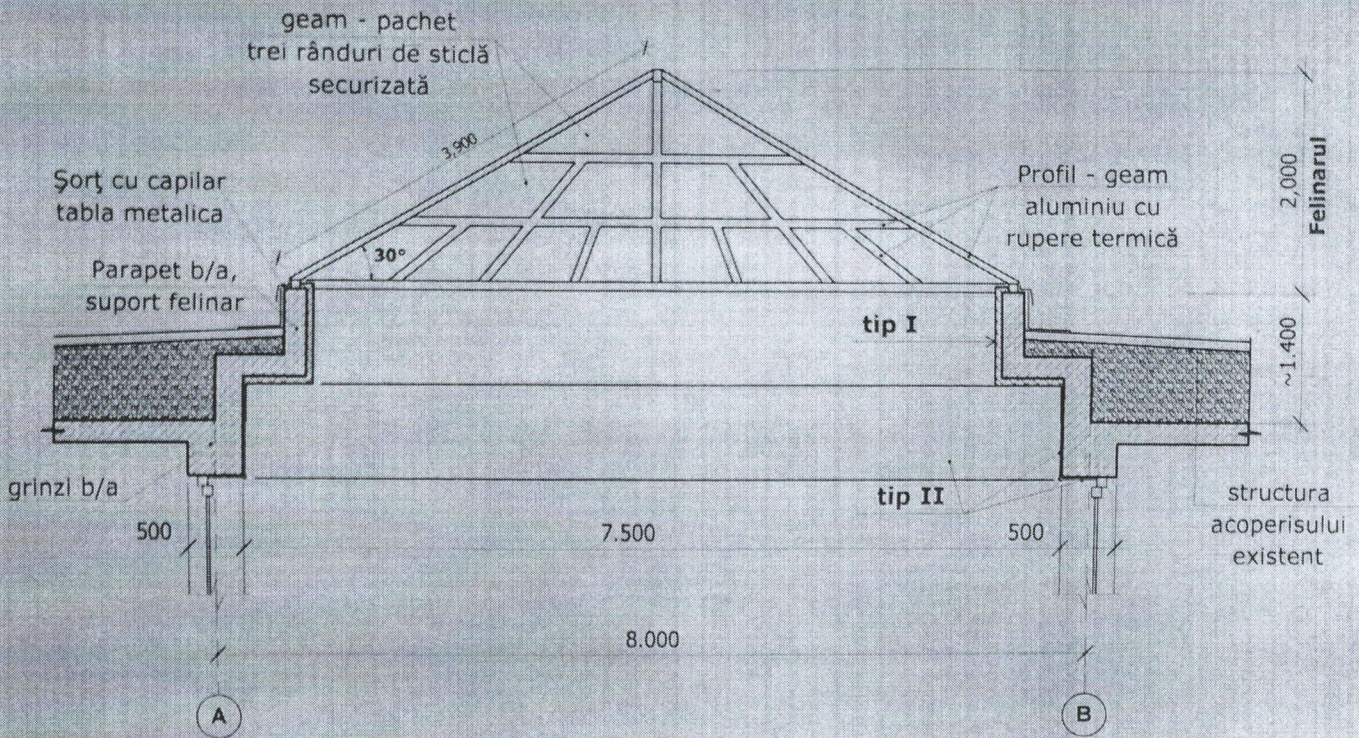 geam - pachet
trei rânduri de sticlă
securizată
3,900
Şorţ cu capilar
tabla metalica
30°
Profil - geam
aluminiu cu
rupere termică
2,000
Felinarul
Parapet b/a,
suport felinar
tip I
~1.400
grinzi b/a
tip II
structura
acoperisului
existent
500
7.500
500
8.000
A
B